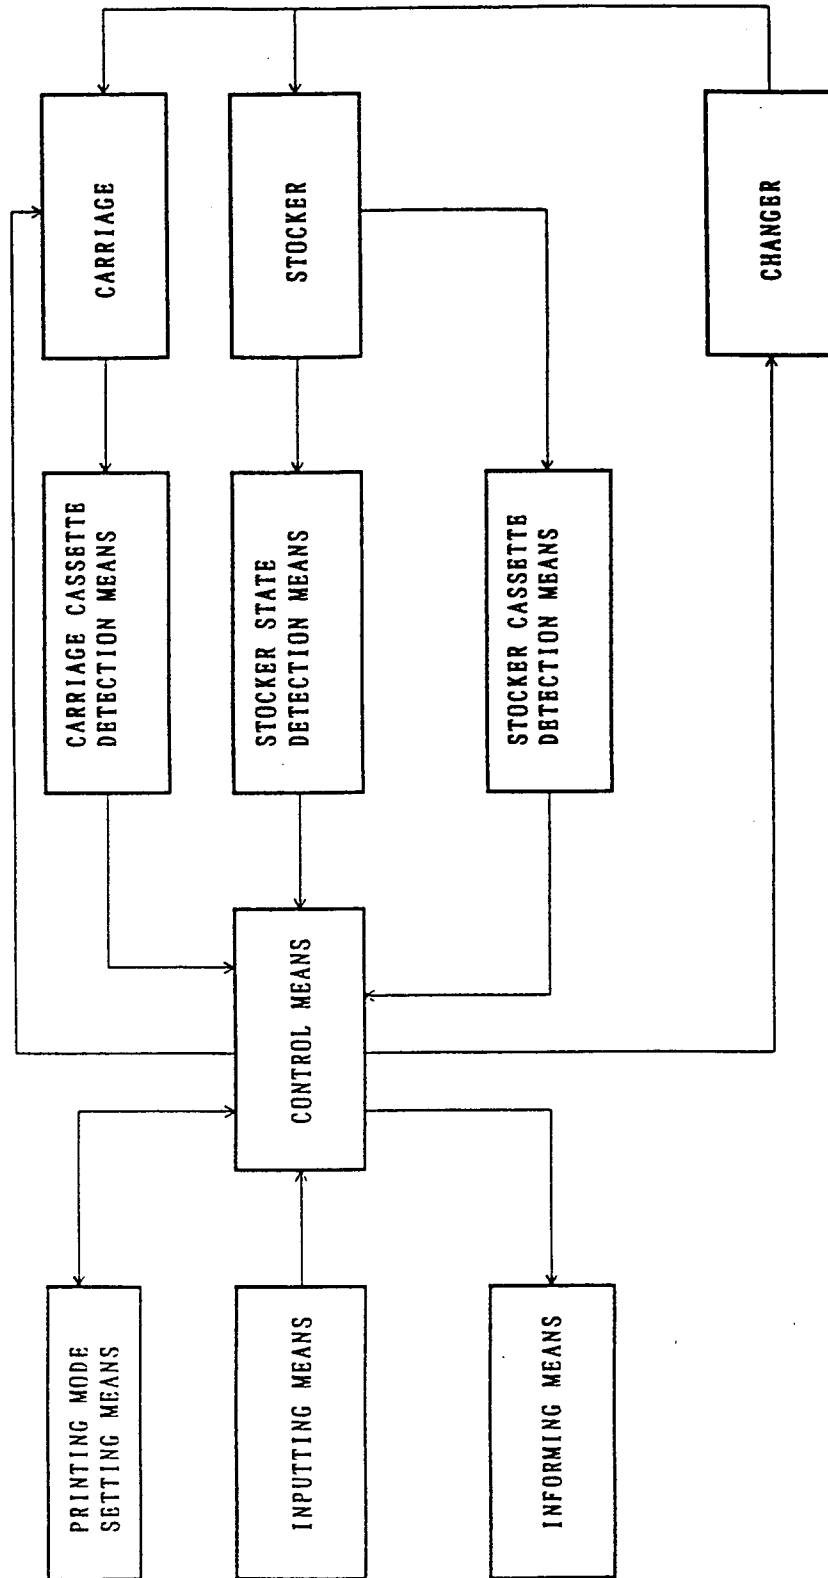 PRINTING MODE
SETTING MEANS
INPUTTING MEANS
INFORMING MEANS
CONTROL MEANS
CARRIAGE CASSETTE
DETECTION MEANS
STOCKER STATE
DETECTION MEANS
STOCKER CASSETTE
DETECTION MEANS
CARRIAGE
STOCKER
CHANGER